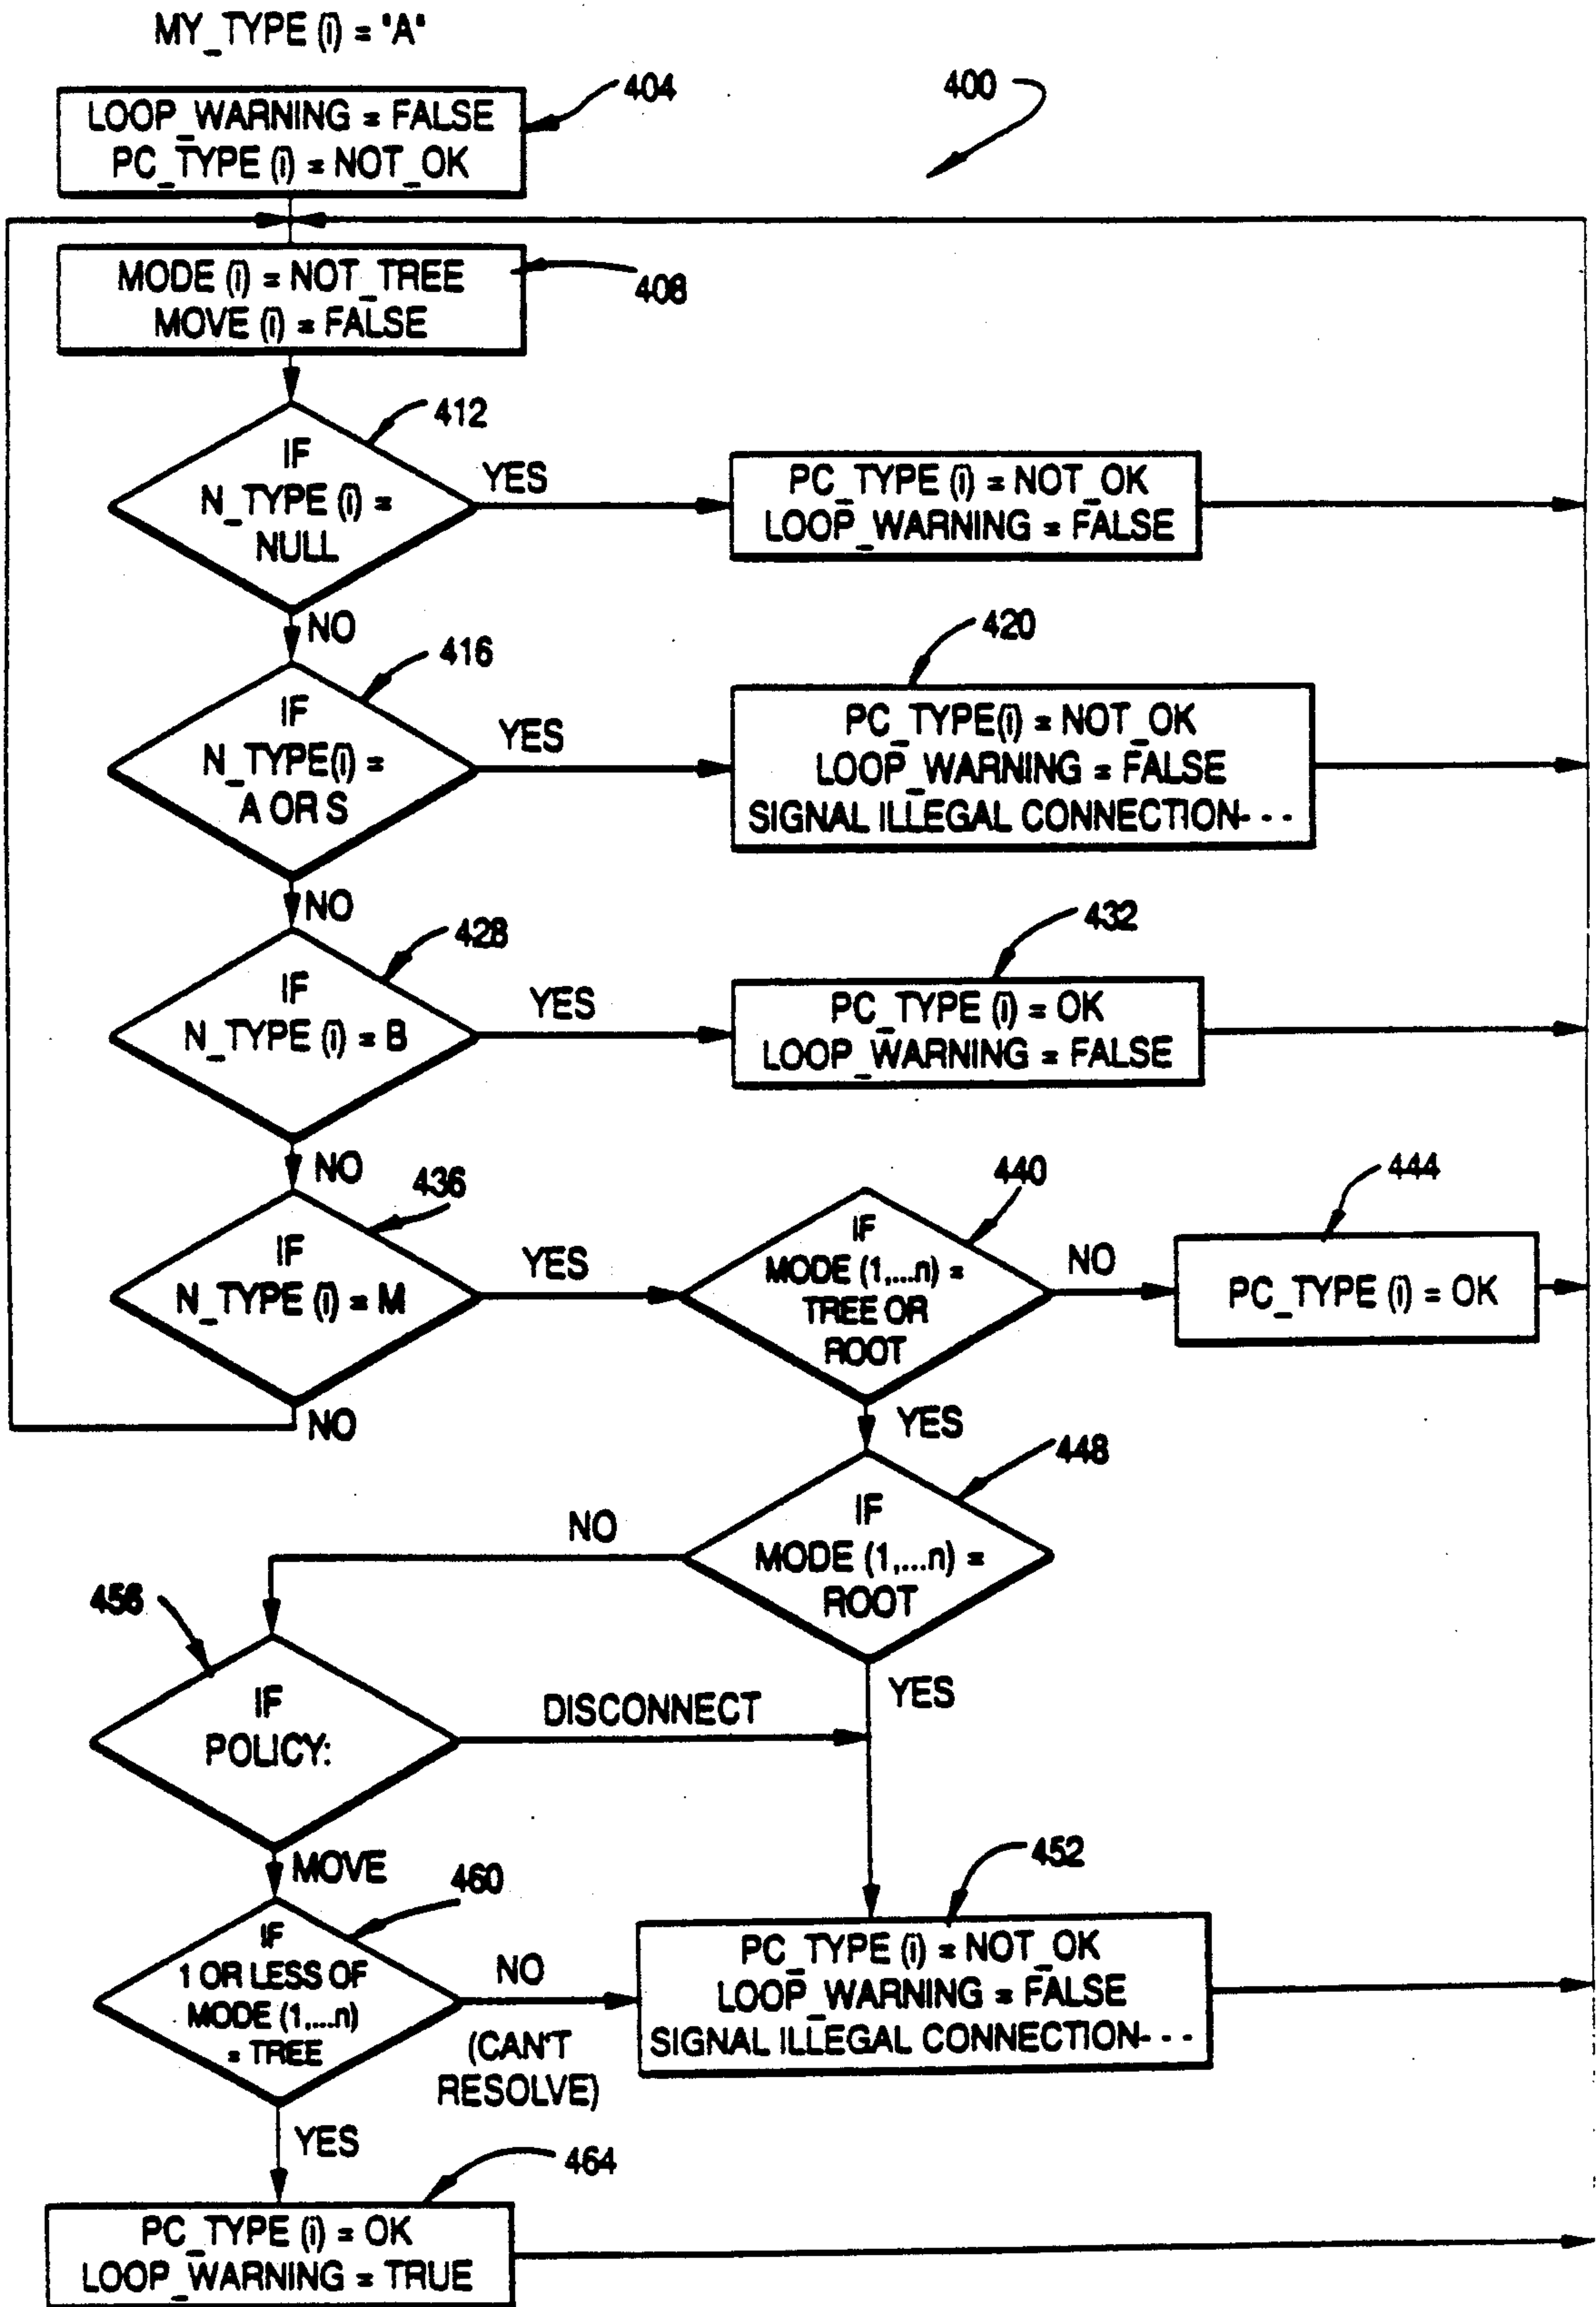 MY_TYPE (i) = "A"
404
400
LOOP_WARNING = FALSE
PC_TYPE (i) = NOT_OK
MODE (i) = NOT_TREE
MOVE (i) = FALSE
408
412
IF
N_TYPE (i) =
NULL
YES
PC_TYPE (i) = NOT_OK
LOOP_WARNING = FALSE
NO
416
420
IF
N_TYPE(i) =
A OR S
YES
PC_TYPE(i) = NOT_OK
LOOP_WARNING = FALSE
SIGNAL ILLEGAL CONNECTION- - -
NO
428
432
IF
N_TYPE (i) = B
YES
PC_TYPE (i) = OK
LOOP_WARNING = FALSE
NO
436
440
444
IF
N_TYPE (i) = M
YES
IF
MODE (1,...n) =
TREE OR
ROOT
NO
PC_TYPE (i) = OK
NO
YES
448
IF
MODE (1,...n) =
ROOT
NO
456
YES
IF
POLICY:
DISCONNECT
MOVE
460
452
IF
1 OR LESS OF
MODE (1,...n)
= TREE
NO
(CAN'T
RESOLVE)
PC_TYPE (i) = NOT_OK
LOOP_WARNING = FALSE
SIGNAL ILLEGAL CONNECTION- - -
YES
464
PC_TYPE (i) = OK
LOOP_WARNING = TRUE